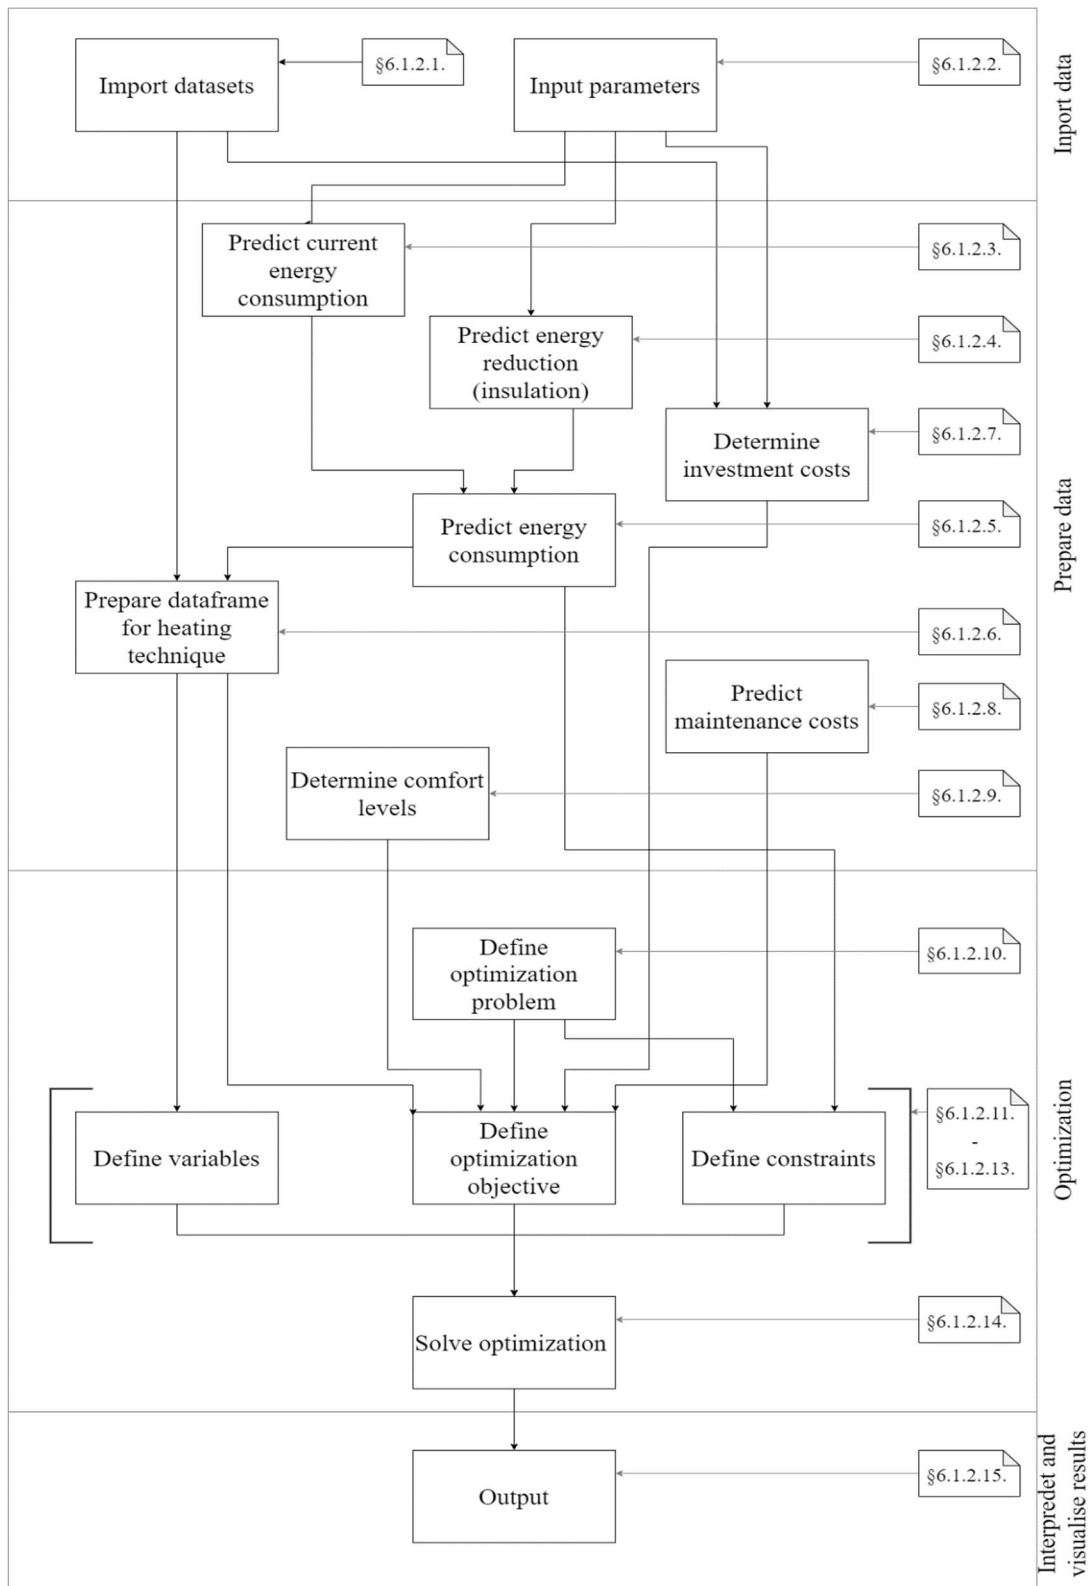 Import datasets
§6.1.2.1.
Input parameters
§6.1.2.2.
Inport data
Predict current
energy
consumption
§6.1.2.3.
Predict energy
reduction
(insulation)
§6.1.2.4.
Determine
investment costs
§6.1.2.7.
Predict energy
consumption
§6.1.2.5.
Prepare data
Prepare dataframe
for heating
technique
§6.1.2.6.
Predict
maintenance costs
§6.1.2.8.
Determine comfort
levels
§6.1.2.9.
Define
optimization
problem
§6.1.2.10.
Define variables
Define
optimization
objective
Define constraints
§6.1.2.11.
-
§6.1.2.13.
Optimization
Solve optimization
§6.1.2.14.
Output
§6.1.2.15.
Interpredet and
visualise results